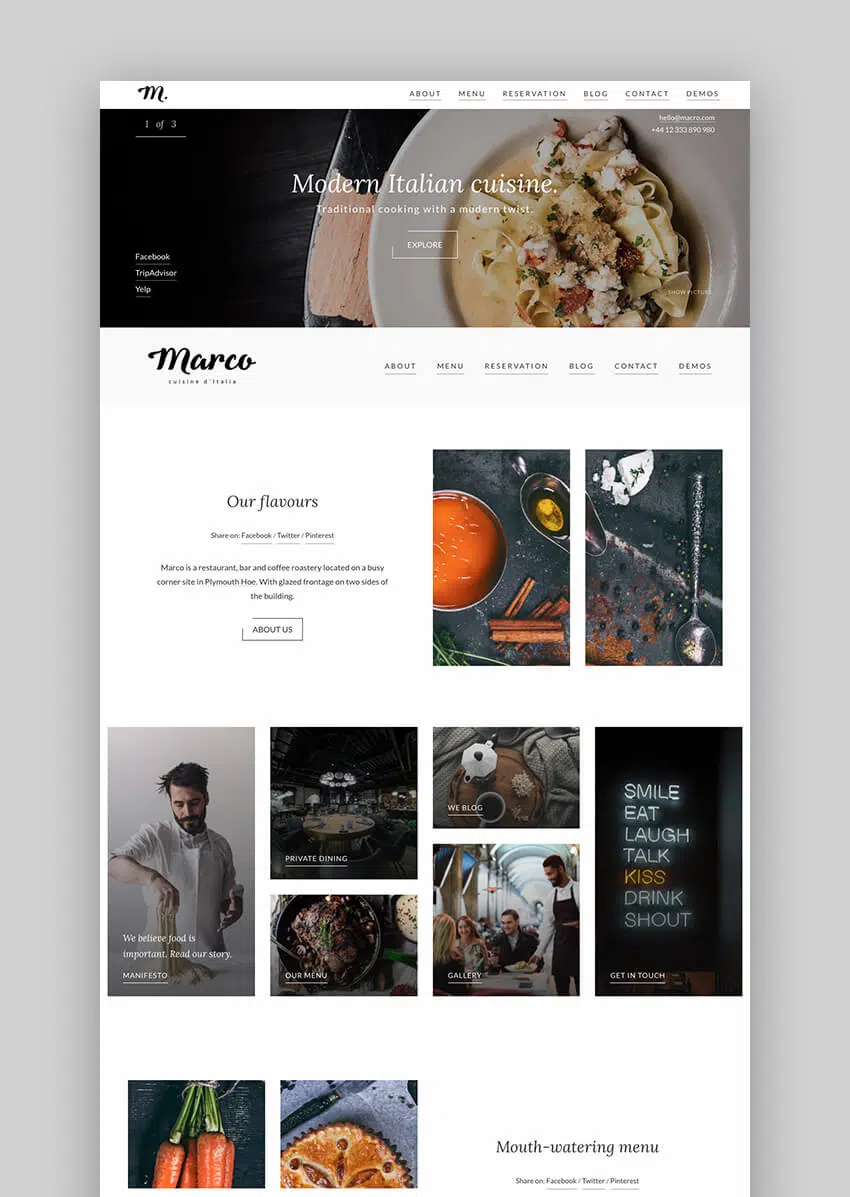 M.
ABOUT MENU RESERVATION BLOG CONTACT DEMOS
1 of 3
hello@macro.com
+44 12 333 890 980
Modern Italian cuisine.
Traditional cooking with a modern twist.
EXPLORE
Facebook
TripAdvisor
Yelp
SHOW PICTURE
Marco
cuisine d'Italia
ABOUT MENU RESERVATION BLOG CONTACT DEMOS
Our flavours
Share on: Facebook / Twitter / Pinterest
Marco is a restaurant, bar and coffee roastery located on a busy
corner site in Plymouth Hoe. With glazed frontage on two sides of
the building.
ABOUT US
We believe food is
important. Read our story.
MANIFESTO
PRIVATE DINING
OUR MENU
WE BLOG
GALLERY
SMILE
EAT
LAUGH
TALK
KISS
DRINK
SHOUT
GET IN TOUCH
Mouth-watering menu
Share on: Facebook / Twitter / Pinterest